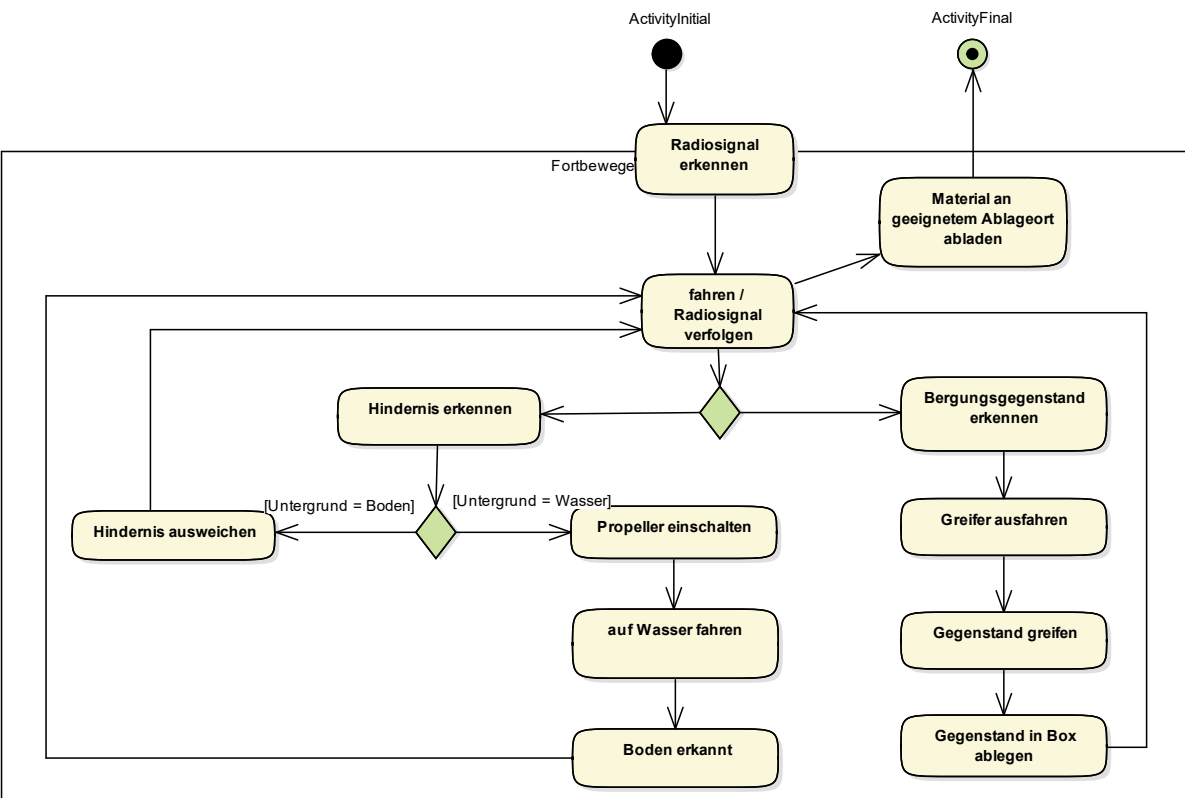 ActivityInitial
ActivityFinal
Radiosignal
erkennen
Fortbewege
Material an
geeignetem Ablageort
abladen
fahren /
Radiosignal
verfolgen
Hindernis erkennen
Bergungsgegenstand
erkennen
[Untergrund = Boden]
[Untergrund = Wasser]
Hindernis ausweichen
Propeller einschalten
Greifer ausfahren
auf Wasser fahren
Gegenstand greifen
Boden erkannt
Gegenstand in Box
ablegen